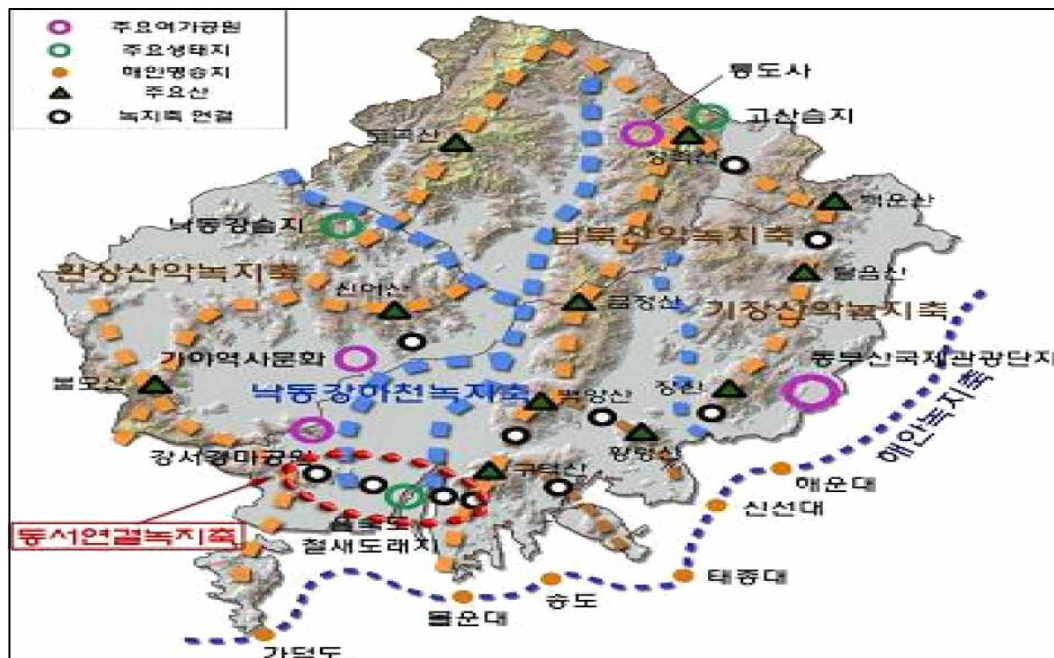 주요여가공원
주요생태지
해안명승지
주요산
녹지축 연결
통도사
고산습지
백운산
낙동강습지
남북산악녹지축
환상산악녹지축
신어산
금정산
달음산
기장산악녹지축
가야역사문화
동부산국제관광단지
불모산
낙동강하천녹지축
백양산
장산
해안녹지축
강서경마공원
황령산
구덕산
해운대
신선대
동서연결녹지축
을숙도
철새도래지
태종대
송도
몰운대
가덕도